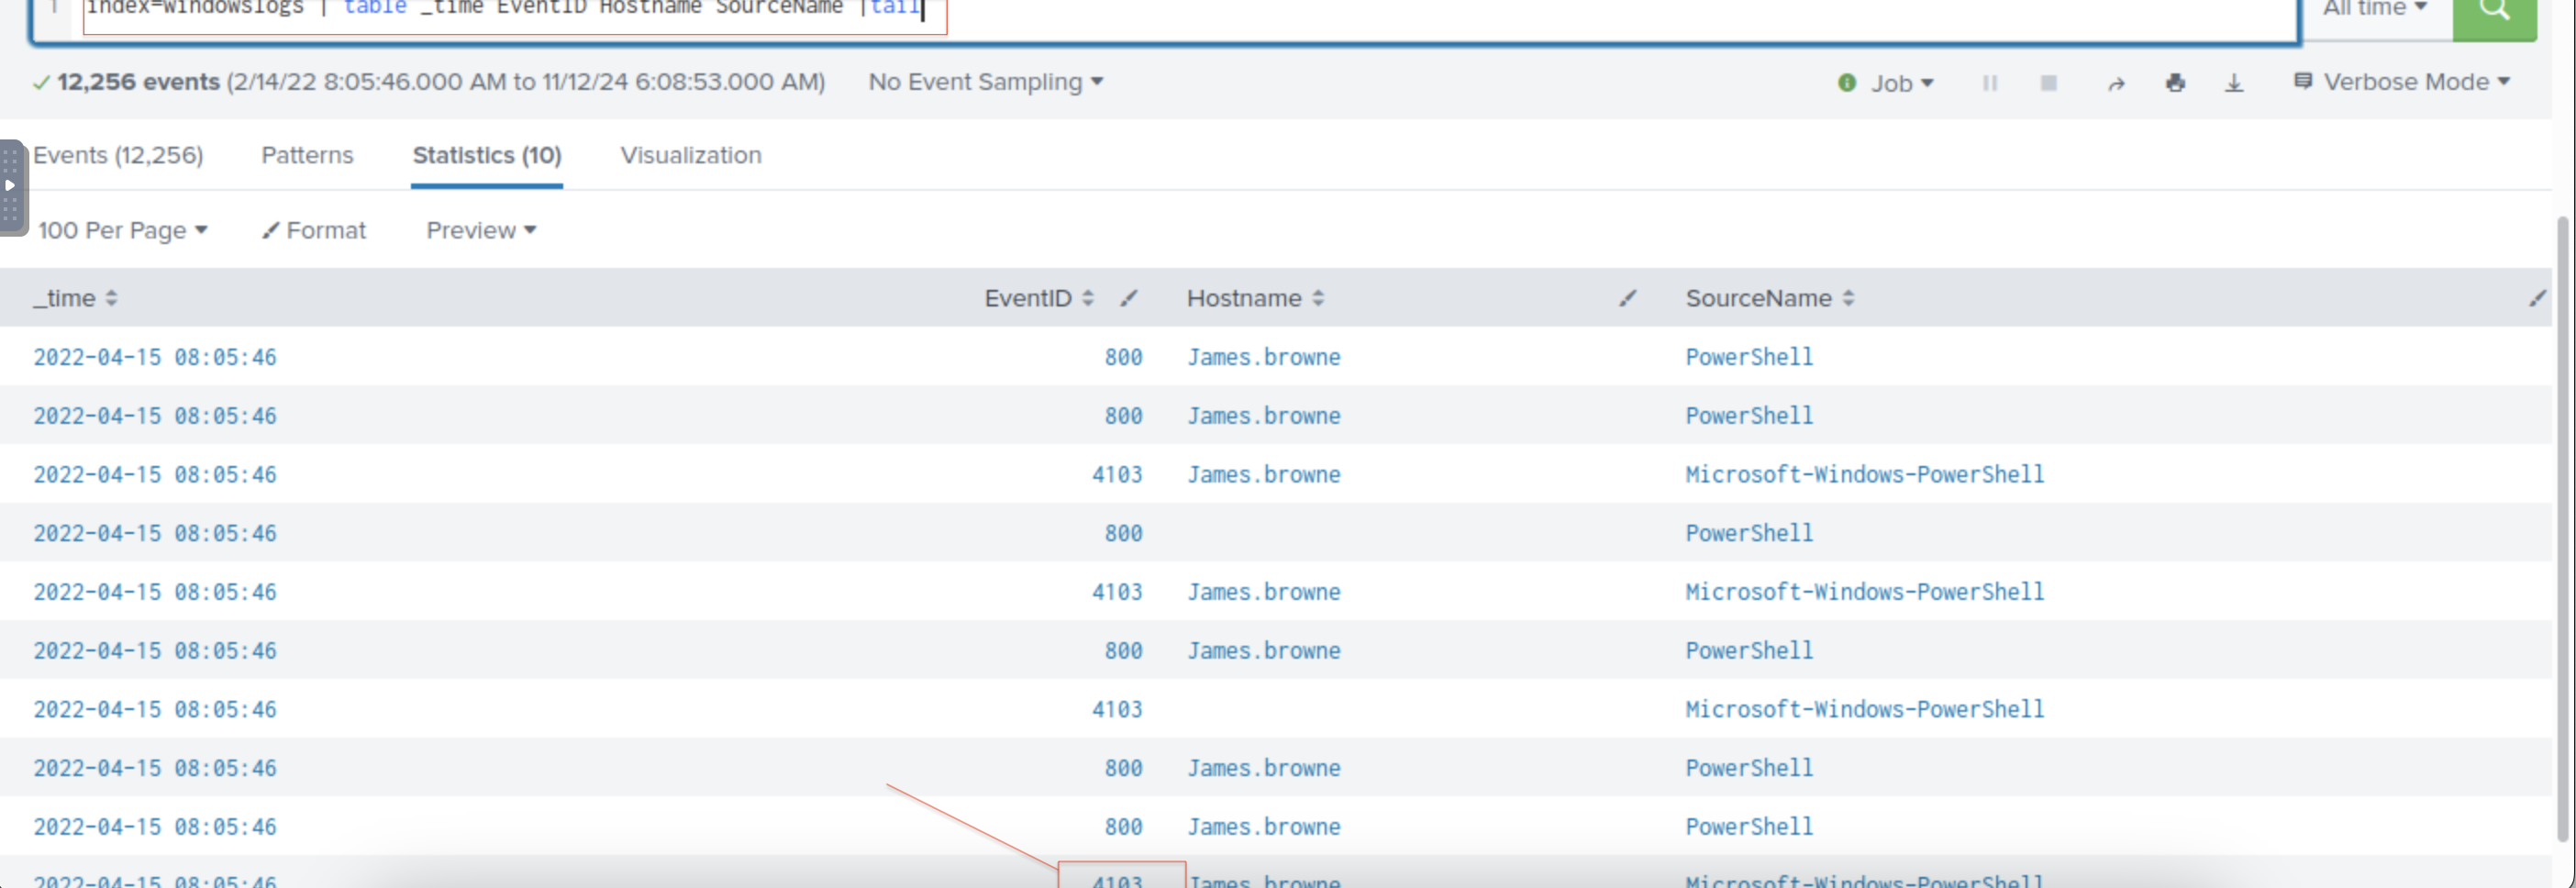 1 index=windowslogs | table _time EventID Hostname SourceName |tail
All time
12,256 events (2/14/22 8:05:46.000 AM to 11/12/24 6:08:53.000 AM) No Event Sampling Job Verbose Mode
Events (12,256) Patterns Statistics (10) Visualization
100 Per Page Format Preview
_time EventID Hostname SourceName
2022-04-15 08:05:46 800 James.browne PowerShell
2022-04-15 08:05:46 800 James.browne PowerShell
2022-04-15 08:05:46 4103 James.browne Microsoft-Windows-PowerShell
2022-04-15 08:05:46 800 PowerShell
2022-04-15 08:05:46 4103 James.browne Microsoft-Windows-PowerShell
2022-04-15 08:05:46 800 James.browne PowerShell
2022-04-15 08:05:46 4103 Microsoft-Windows-PowerShell
2022-04-15 08:05:46 800 James.browne PowerShell
2022-04-15 08:05:46 800 James.browne PowerShell
2022-04-15 08:05:46 4103 James.browne Microsoft-Windows-PowerShell